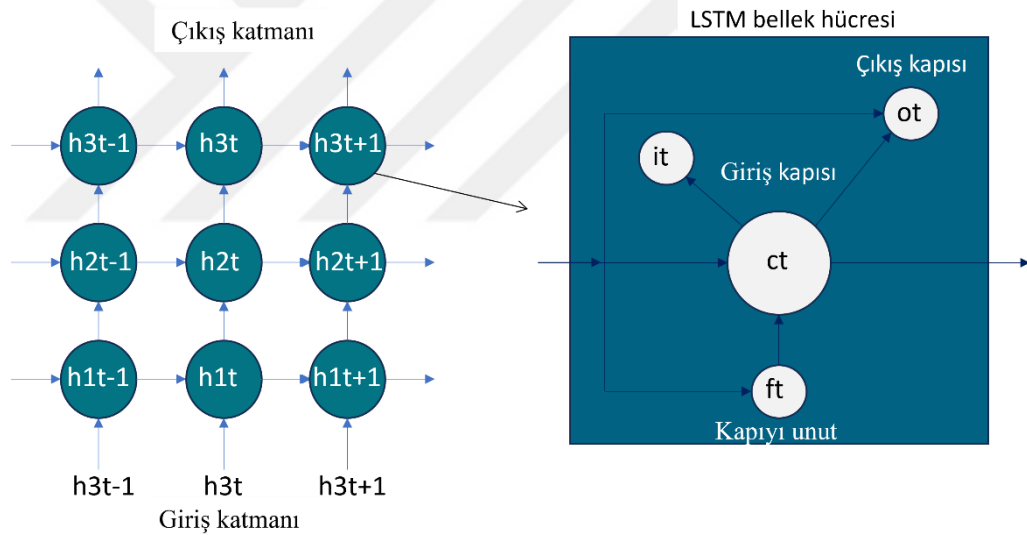 Çıkış katmanı
h3t-1 h3t h3t+1
h2t-1 h2t h2t+1
h1t-1 h1t h1t+1
h3t-1 h3t h3t+1
Giriş katmanı
LSTM bellek hücresi
Çıkış kapısı
ot
it
Giriş kapısı
ct
ft
Kapıyı unut